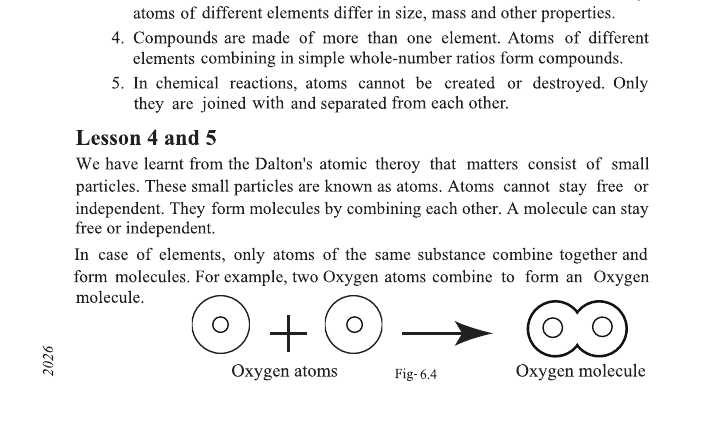 atoms of different elements differ in size, mass and other properties.
4. Compounds are made of more than one element. Atoms of different
elements combining in simple whole-number ratios form compounds.
5. In chemical reactions, atoms cannot be created or destroyed. Only
they are joined with and separated from each other.
Lesson 4 and 5
We have learnt from the Dalton's atomic theroy that matters consist of small
particles. These small particles are known as atoms. Atoms cannot stay free or
independent. They form molecules by combining each other. A molecule can stay
free or independent.
In case of elements, only atoms of the same substance combine together and
form molecules. For example, two Oxygen atoms combine to form an Oxygen
molecule.
Oxygen atoms
Fig- 6.4
Oxygen molecule
2026